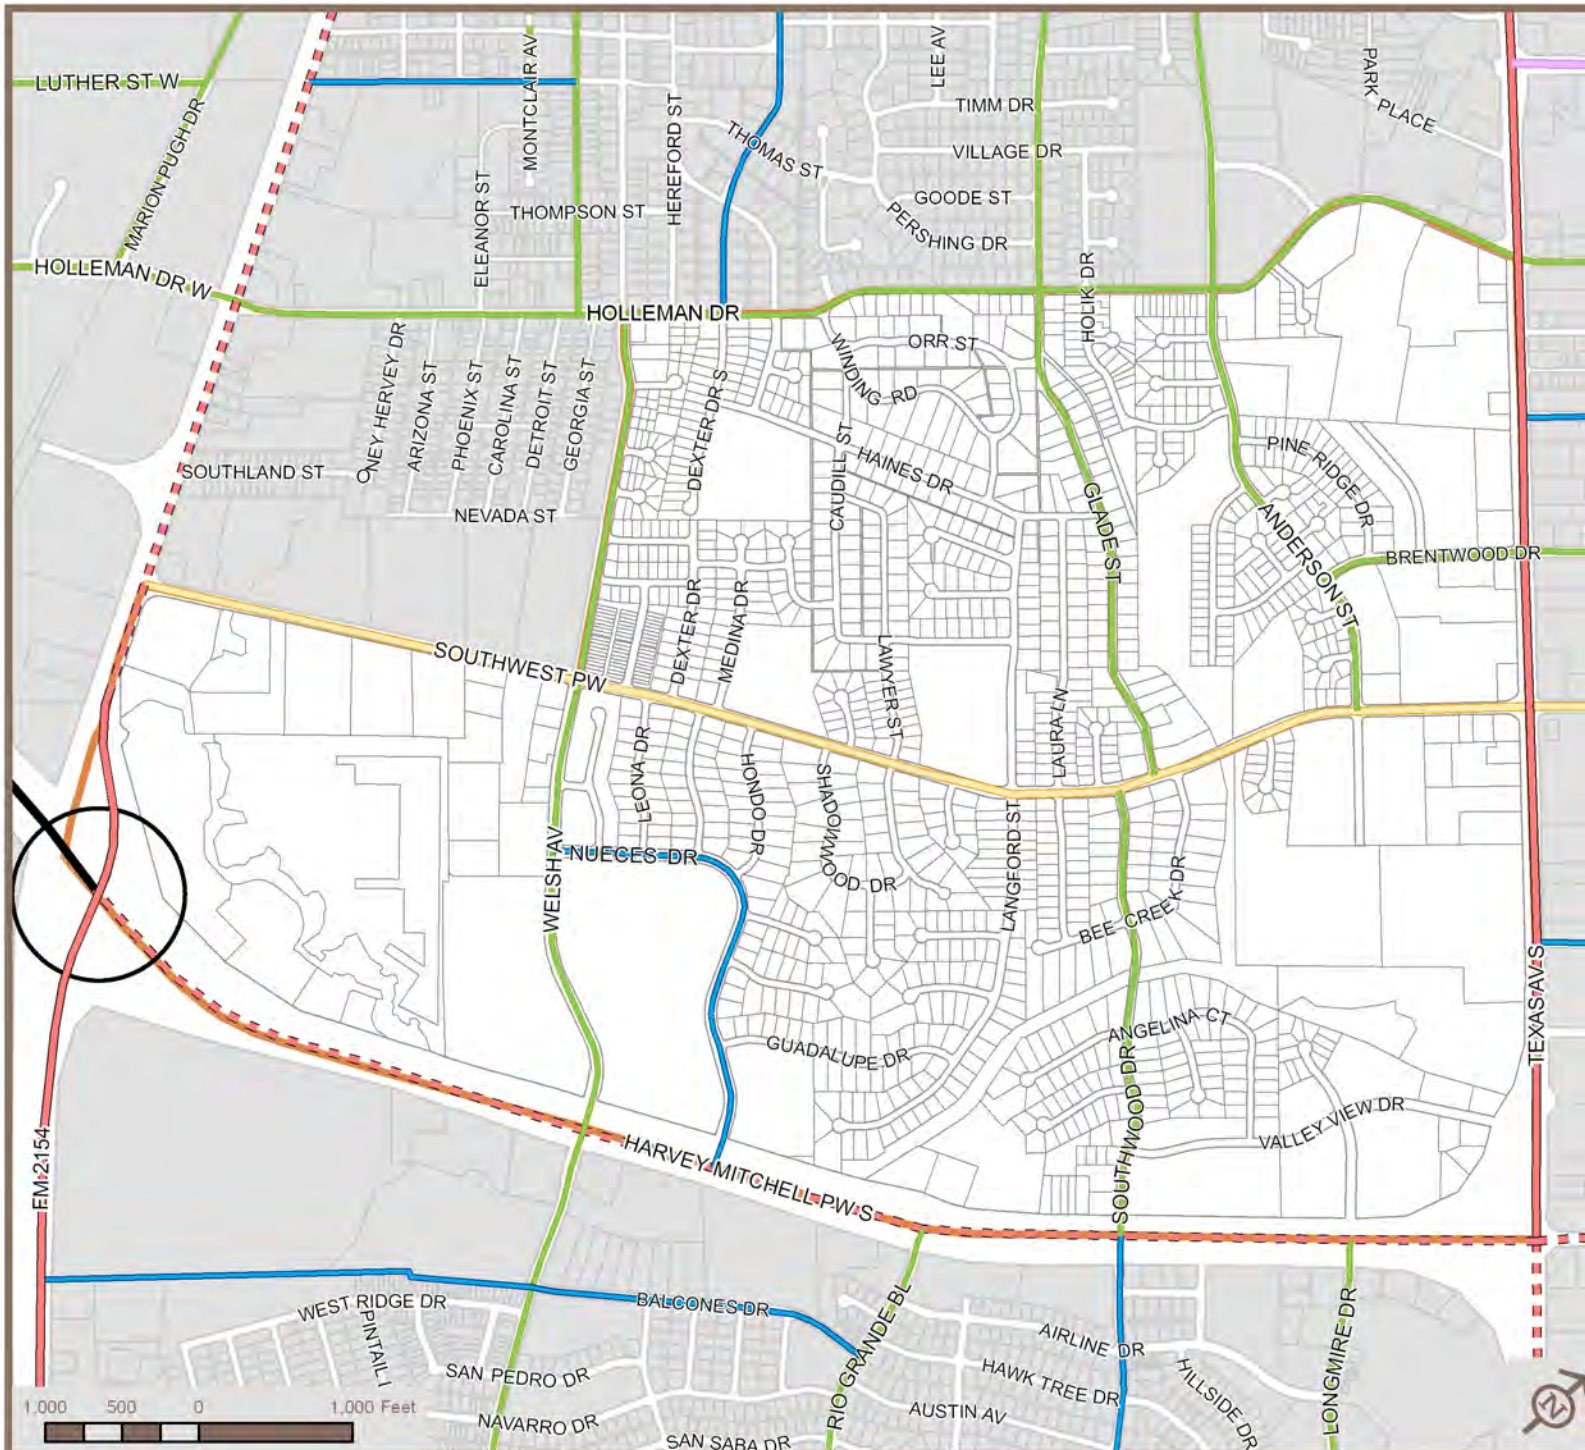 LUTHER ST W
MARION PUGH DR
MONTCLAIR AV
LEE AV
PARK PLACE
TIMM DR
HEREFORD ST
THOMAS ST
VILLAGE DR
ELEANOR ST
THOMPSON ST
GOODE ST
PERSHING DR
HOLLEMAN DR W
HOLIK DR
HOLLEMAN DR
ORR ST
WINDING RD
ONEY HERVEY DR
ARIZONA ST
PHOENIX ST
CAROLINA ST
DETROIT ST
GEORGIA ST
DEXTER DR S
CAUDILL ST
HAINES DR
PINE RIDGE DR
SOUTHLAND ST
NEVADA ST
GLADE ST
ANDERSON ST
BRENTWOOD DR
DEXTER DR
MEDINA DR
SOUTHWEST PW
LAWYER ST
LAURA LN
LEONA DR
HONDO DR
SHADOWWOOD DR
LANGFORD ST
WELSH AV
NUECES DR
BEE CREEK DR
TEXAS AV S
GUADALUPE DR
ANGELINA CT
SOUTHWOOD DR
VALLEY VIEW DR
FM 2154
HARVEY MITCHELL PW S
WEST RIDGE DR
PINTAIL
BALCONES DR
RIO GRANDE BL
AIRLINE DR
LONGMIRE DR
SAN PEDRO DR
HAWK TREE DR
HILLSIDE DR
NAVARRO DR
AUSTIN AV
SAN SABA DR
1,000 500 0 1,000 Feet
N